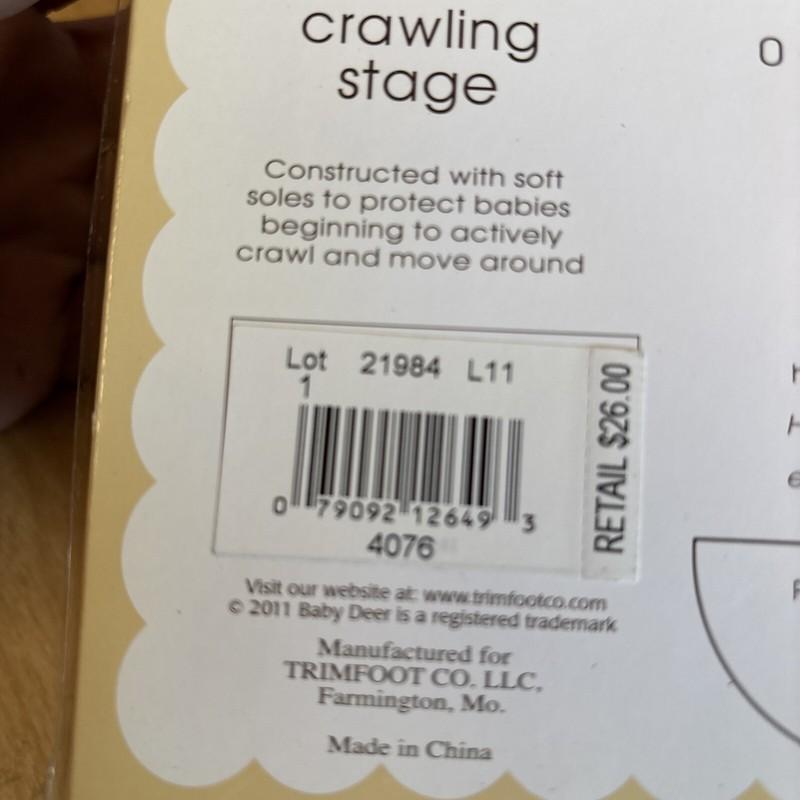 crawling
stage
Constructed with soft
soles to protect babies
beginning to actively
crawl and move around
Lot 21984 L11
1
0 79092 12649 3
4076
RETAIL $26.00
Visit our website at: www.trimfootco.com
© 2011 Baby Deer is a registered trademark
Manufactured for
TRIMFOOT CO. LLC,
Farmington, Mo.
Made in China